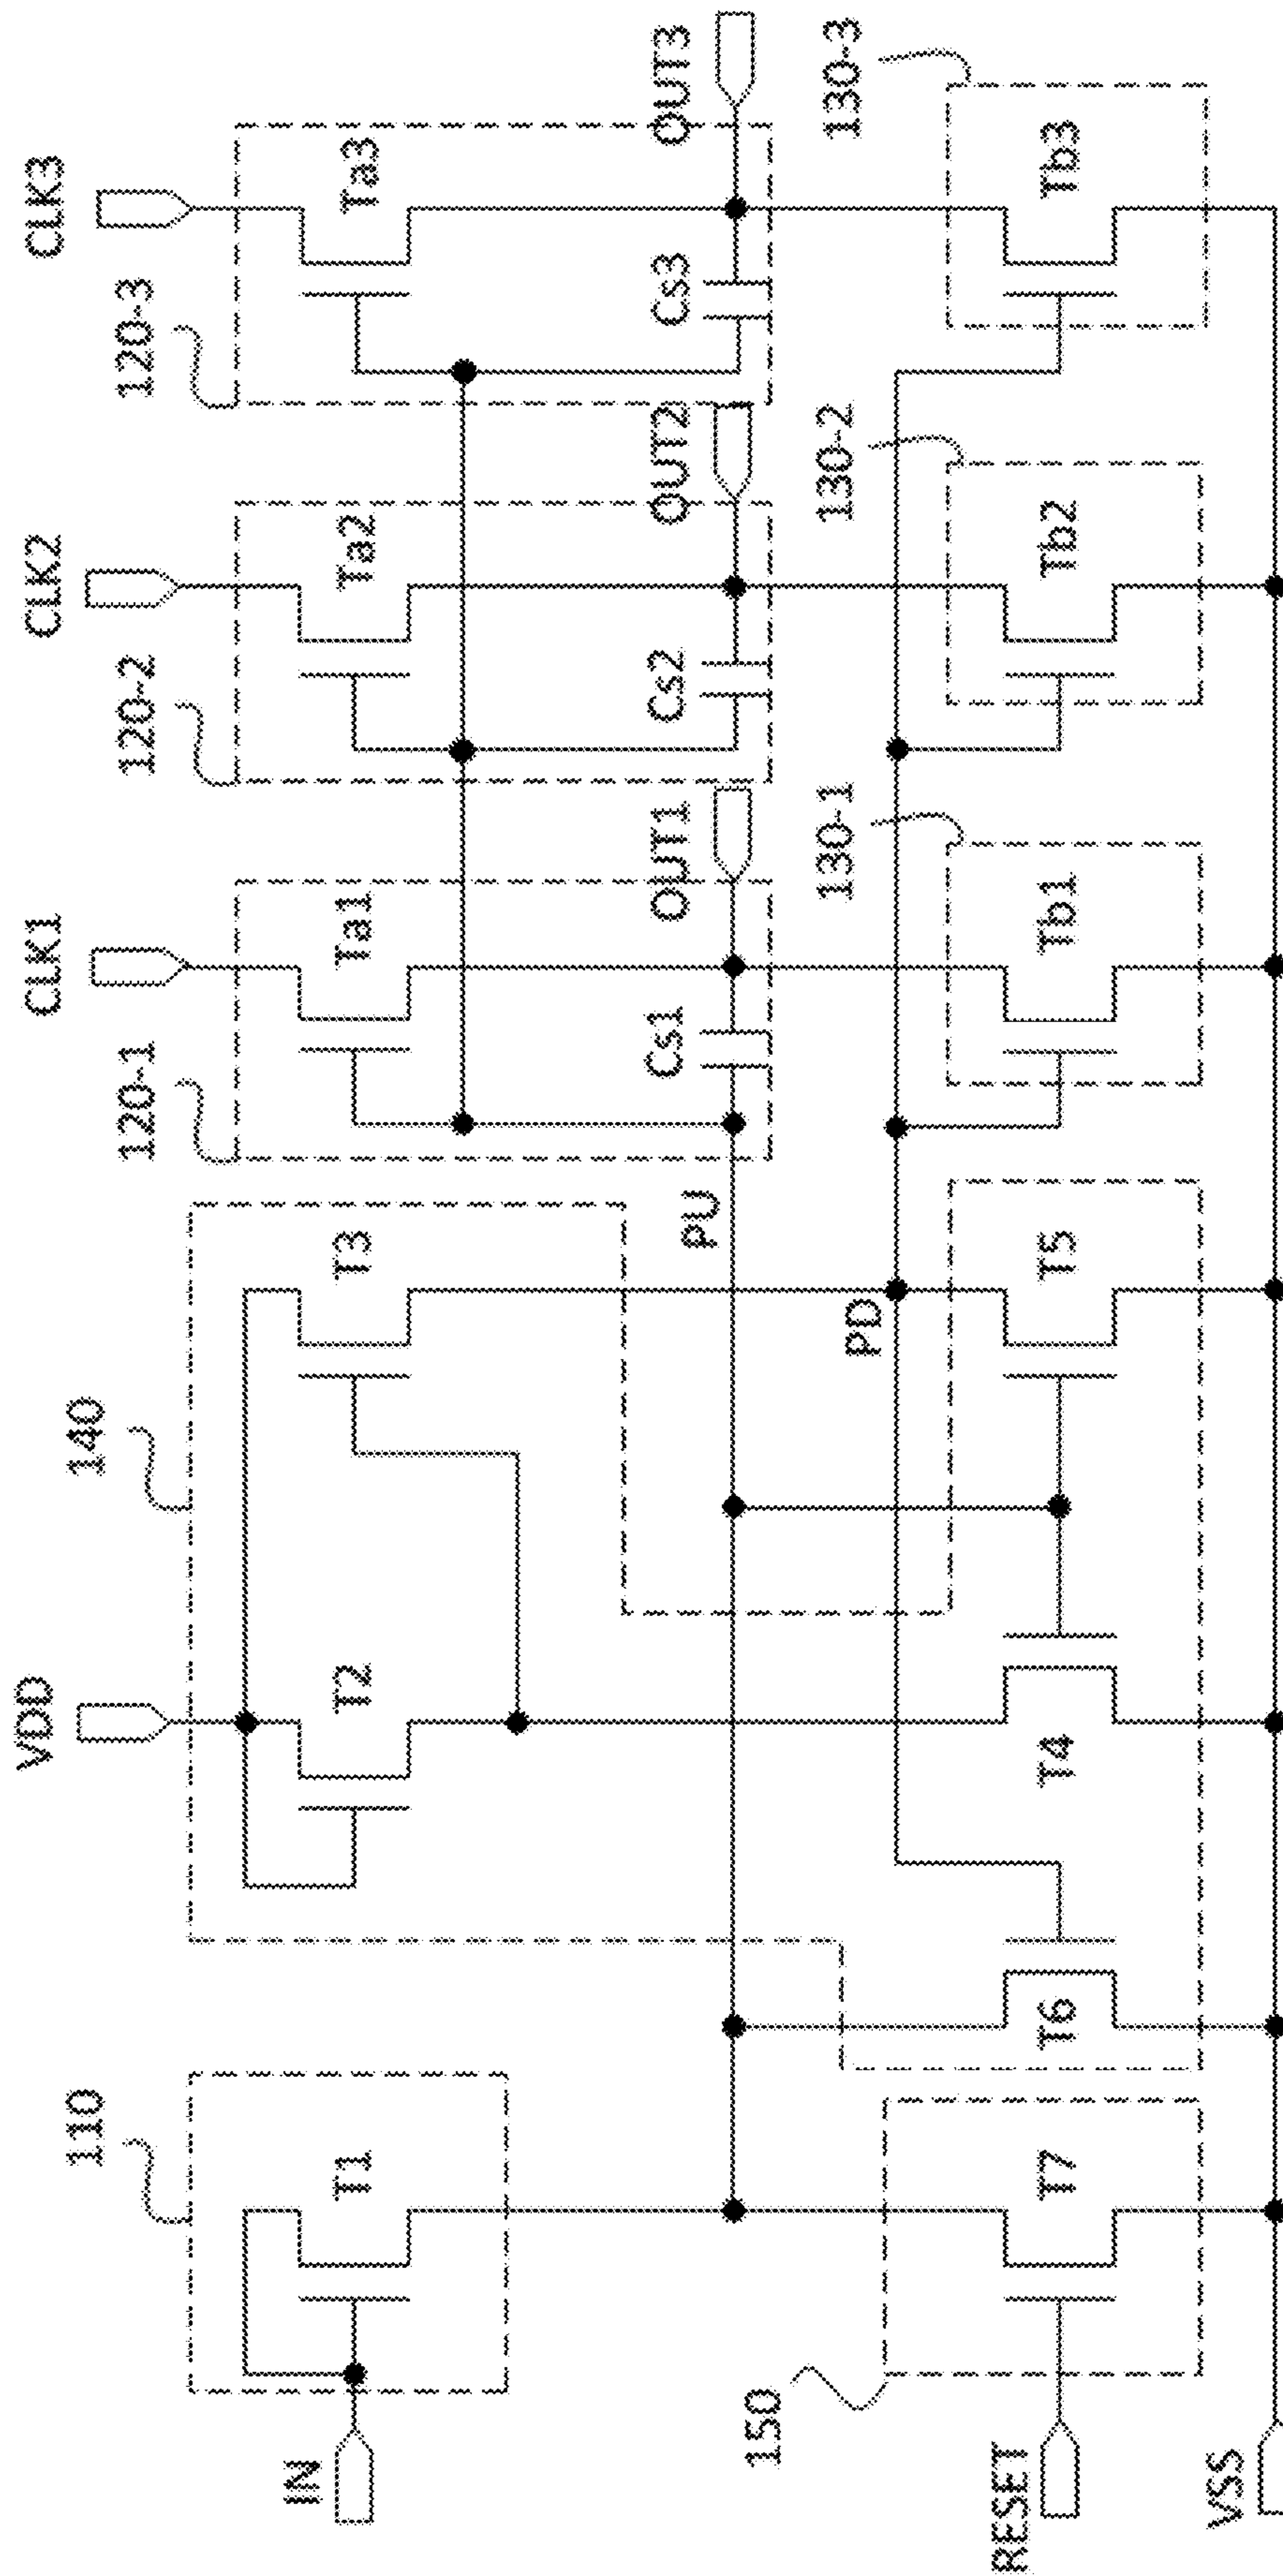 110
140
120-1
120-2
120-3
VDD
CLK1
CLK2
CLK3
IN
T1
T2
T3
Ta1
Ta2
Ta3
PU
Cs1
OUT1
Cs2
OUT2
Cs3
OUT3
150
PD
130-1
130-2
130-3
RESET
T7
T6
T4
T5
Tb1
Tb2
Tb3
VSS